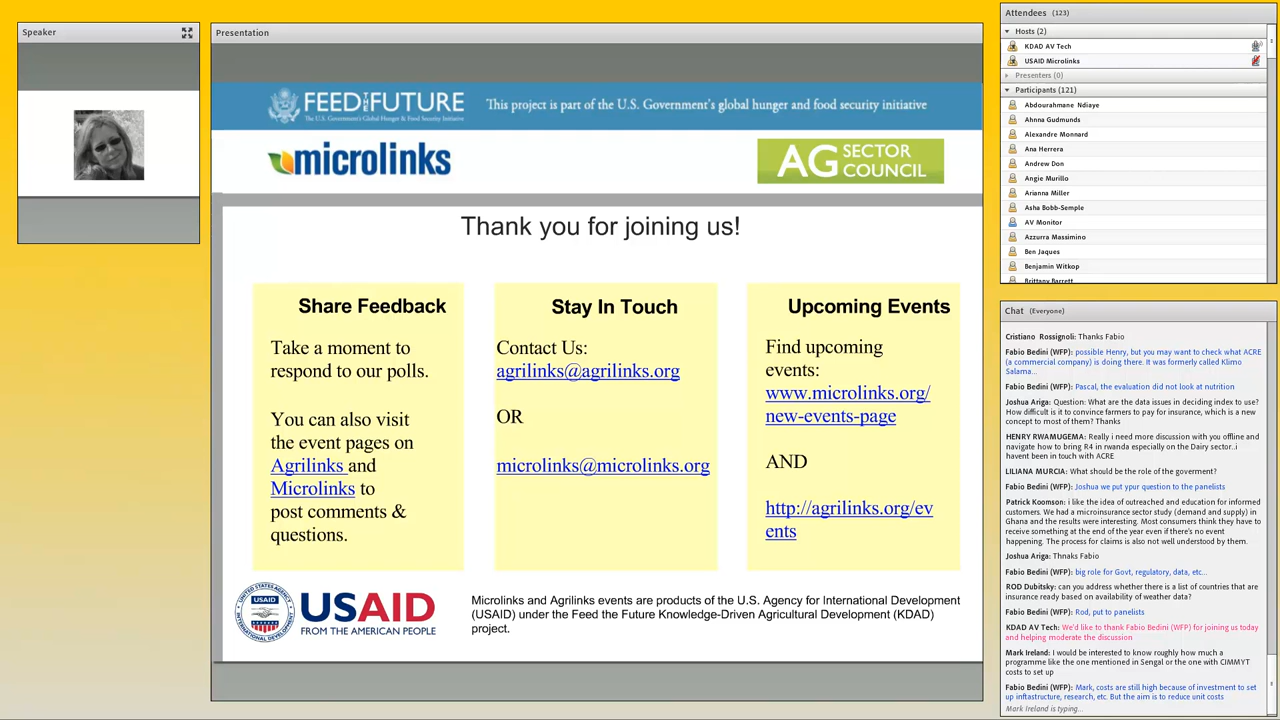 Speaker
Presentation
FEED THE FUTURE
The U.S. Government's Global Hunger & Food Security Initiative
This project is part of the U.S. Government's global hunger and food security initiative
microlinks
AG SECTOR COUNCIL
Thank you for joining us!
Share Feedback
Take a moment to
respond to our polls.
You can also visit
the event pages on
Agrilinks and
Microlinks to
post comments &
questions.
Stay In Touch
Contact Us:
agrilinks@agrilinks.org
OR
microlinks@microlinks.org
Upcoming Events
Find upcoming
events:
www.microlinks.org/
new-events-page
AND
http://agrilinks.org/ev
ents
USAID
FROM THE AMERICAN PEOPLE
Microlinks and Agrilinks events are products of the U.S. Agency for International Development
(USAID) under the Feed the Future Knowledge-Driven Agricultural Development (KDAD)
project.
Attendees (123)
Hosts (2)
KDAD AV Tech
USAID Microlinks
Presenters (0)
Participants (121)
Abdourahmane Ndiaye
Ahnna Gudmunds
Alexandre Monnard
Ana Herrera
Andrew Don
Angie Murillo
Arianna Miller
Asha Bobb-Semple
AV Monitor
Azzurra Massimino
Ben Jaques
Benjamin Witkop
Brittany Barrett
Chat (Everyone)
Cristiano Rossignoli: Thanks Fabio
Fabio Bedini (WFP): possible Henry, but you may want to check what ACRE
(a commercial company) is doing there. It was formerly called Klimo
Salama...
Fabio Bedini (WFP): Pascal, the evaluation did not look at nutrition
Joshua Ariga: Question: What are the data issues in deciding index to use?
How difficult is it to convince farmers to pay for insurance, which is a new
concept to most of them? Thanks
HENRY RWAMUGEMA: Really i need more discussion with you offline and
navigate how to bring R4 in rwanda especially on the Dairy sector..i
havent been in touch with ACRE
LILIANA MURCIA: What should be the role of the goverment?
Fabio Bedini (WFP): Joshua we put ypur question to the panelists
Patrick Koomson: i like the idea of outreached and education for informed
customers. We had a microinsurance sector study (demand and supply) in
Ghana and the results were interesting. Most consumers think they have to
receive something at the end of the year even if there's no event
happening. The process for claims is also not well understood by them.
Joshua Ariga: Thnaks Fabio
Fabio Bedini (WFP): big role for Govt, regulatory, data, etc...
ROD Dubitsky: can you address whether there is a list of countries that are
insurance ready based on availability of weather data?
Fabio Bedini (WFP): Rod, put to panelists
KDAD AV Tech: We'd like to thank Fabio Bedini (WFP) for joining us today
and helping moderate the discussion
Mark Ireland: I would be interested to know roughly how much a
programme like the one mentioned in Sengal or the one with CIMMYT
costs to set up
Fabio Bedini (WFP): Mark, costs are still high because of investment to set
up inftastructure, research, etc. But the aim is to reduce unit costs
Mark Ireland is typing...